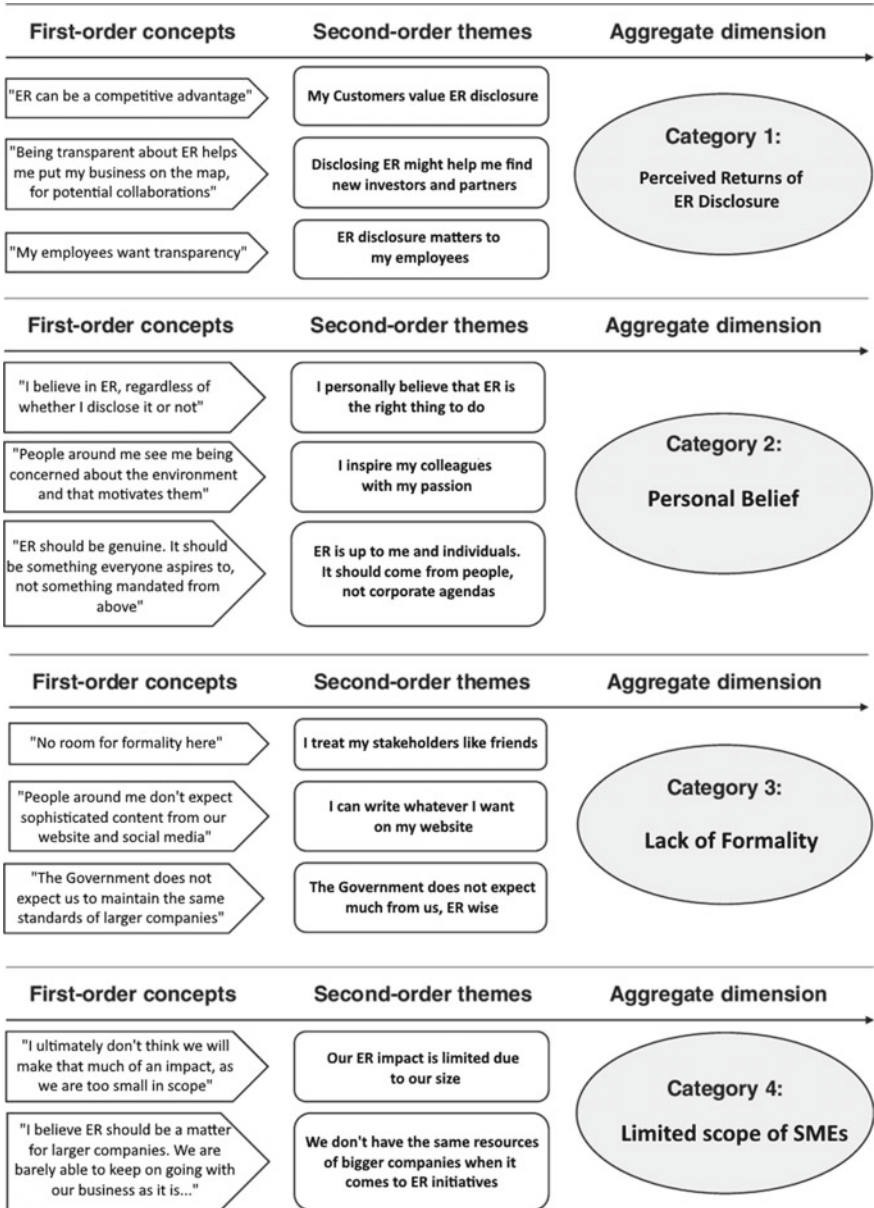 First-order concepts
Second-order themes
Aggregate dimension
"ER can be a competitive advantage"
My Customers value ER disclosure
"Being transparent about ER helps
me put my business on the map,
for potential collaborations"
Disclosing ER might help me find
new investors and partners
"My employees want transparency"
ER disclosure matters to
my employees
Category 1:
Perceived Returns of
ER Disclosure
First-order concepts
Second-order themes
Aggregate dimension
"I believe in ER, regardless of
whether I disclose it or not"
I personally believe that ER is
the right thing to do
"People around me see me being
concerned about the environment
and that motivates them"
I inspire my colleagues
with my passion
"ER should be genuine. It should
be something everyone aspires to,
not something mandated from
above"
ER is up to me and individuals.
It should come from people,
not corporate agendas
Category 2:
Personal Belief
First-order concepts
Second-order themes
Aggregate dimension
"No room for formality here"
I treat my stakeholders like friends
"People around me don't expect
sophisticated content from our
website and social media"
I can write whatever I want
on my website
"The Government does not
expect us to maintain the same
standards of larger companies"
The Government does not expect
much from us, ER wise
Category 3:
Lack of Formality
First-order concepts
Second-order themes
Aggregate dimension
"I ultimately don't think we will
make that much of an impact, as
we are too small in scope"
Our ER impact is limited due
to our size
"I believe ER should be a matter
for larger companies. We are
barely able to keep on going with
our business as it is..."
We don't have the same resources
of bigger companies when it
comes to ER initiatives
Category 4:
Limited scope of SMEs